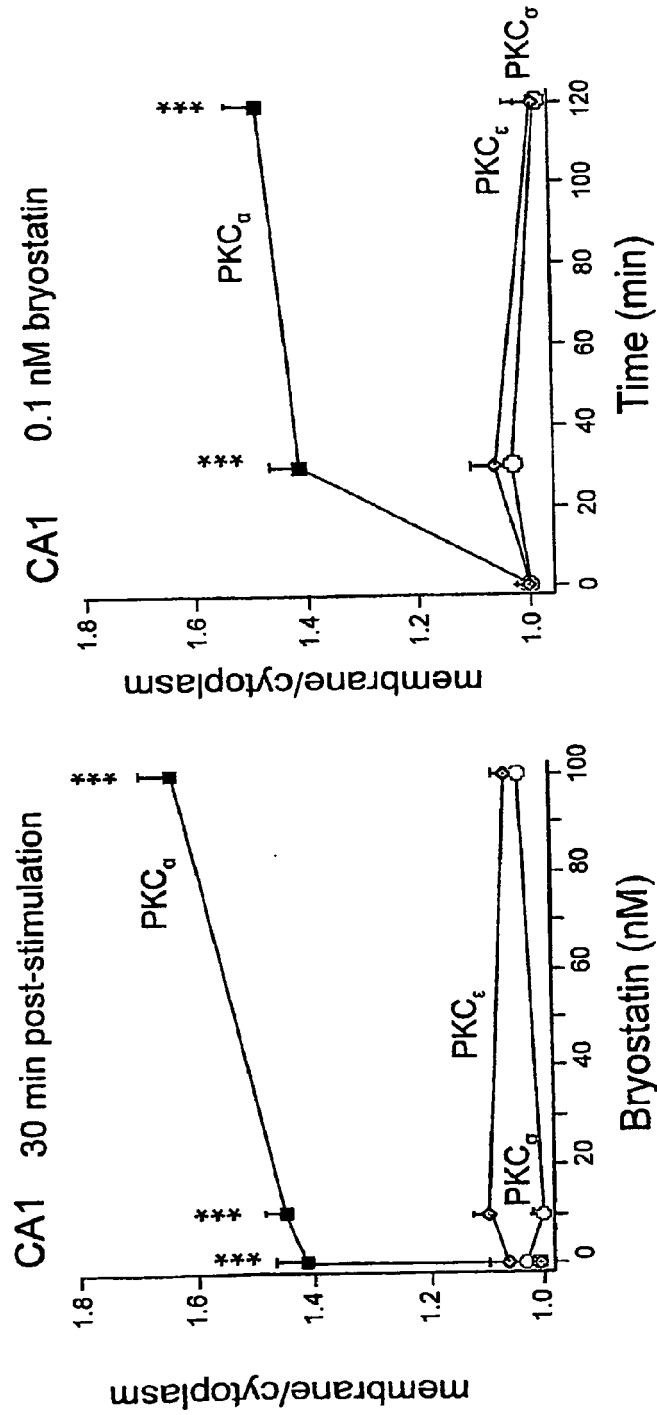 CA1 30 min post-stimulation
1.8
1.6
1.4
1.2
1.0
membrane/cytoplasm
***
***
***
PKCα
PKCε
PKCσ
0
20
40
60
80
100
Bryostatin (nM)
CA1 0.1 nM bryostatin
1.8
1.6
1.4
1.2
1.0
membrane/cytoplasm
***
***
PKCα
PKCε
PKCσ
0
20
40
60
80
100
120
Time (min)